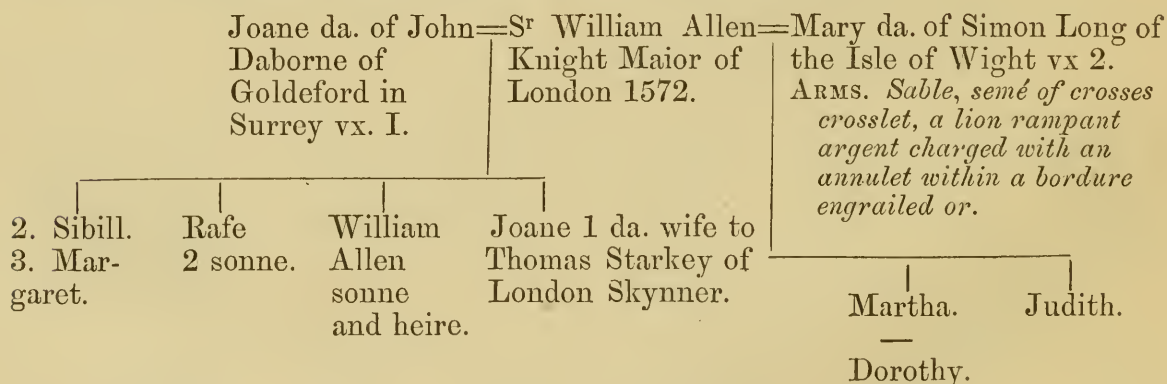 Joane da. of John=Sʳ William Allen=Mary da. of Simon Long of
Daborne of
Goldeford in
Surrey vx. I.
Knight Maior of
London 1572.
the Isle of Wight vx 2.
ARMS. Sable, semé of crosses
crosslet, a lion rampant
argent charged with an
annulet within a bordure
engrailed or.
2. Sibill.
3. Mar-
garet.
Rafe
2 sonne.
William
Allen
sonne
and heire.
Joane 1 da. wife to
Thomas Starkey of
London Skynner.
Martha.
Dorothy.
Judith.